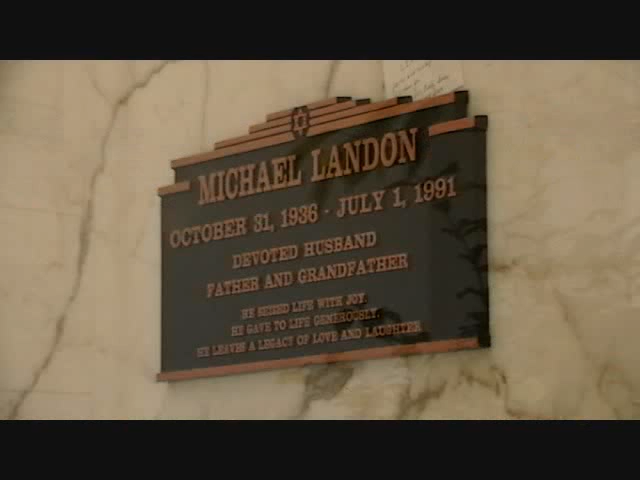 MICHAEL LANDON
OCTOBER 31, 1936 - JULY 1, 1991
DEVOTED HUSBAND
FATHER AND GRANDFATHER
HE SEIZED LIFE WITH JOY.
HE GAVE TO LIFE GENEROUSLY.
HE LEAVES A LEGACY OF LOVE AND LAUGHTER